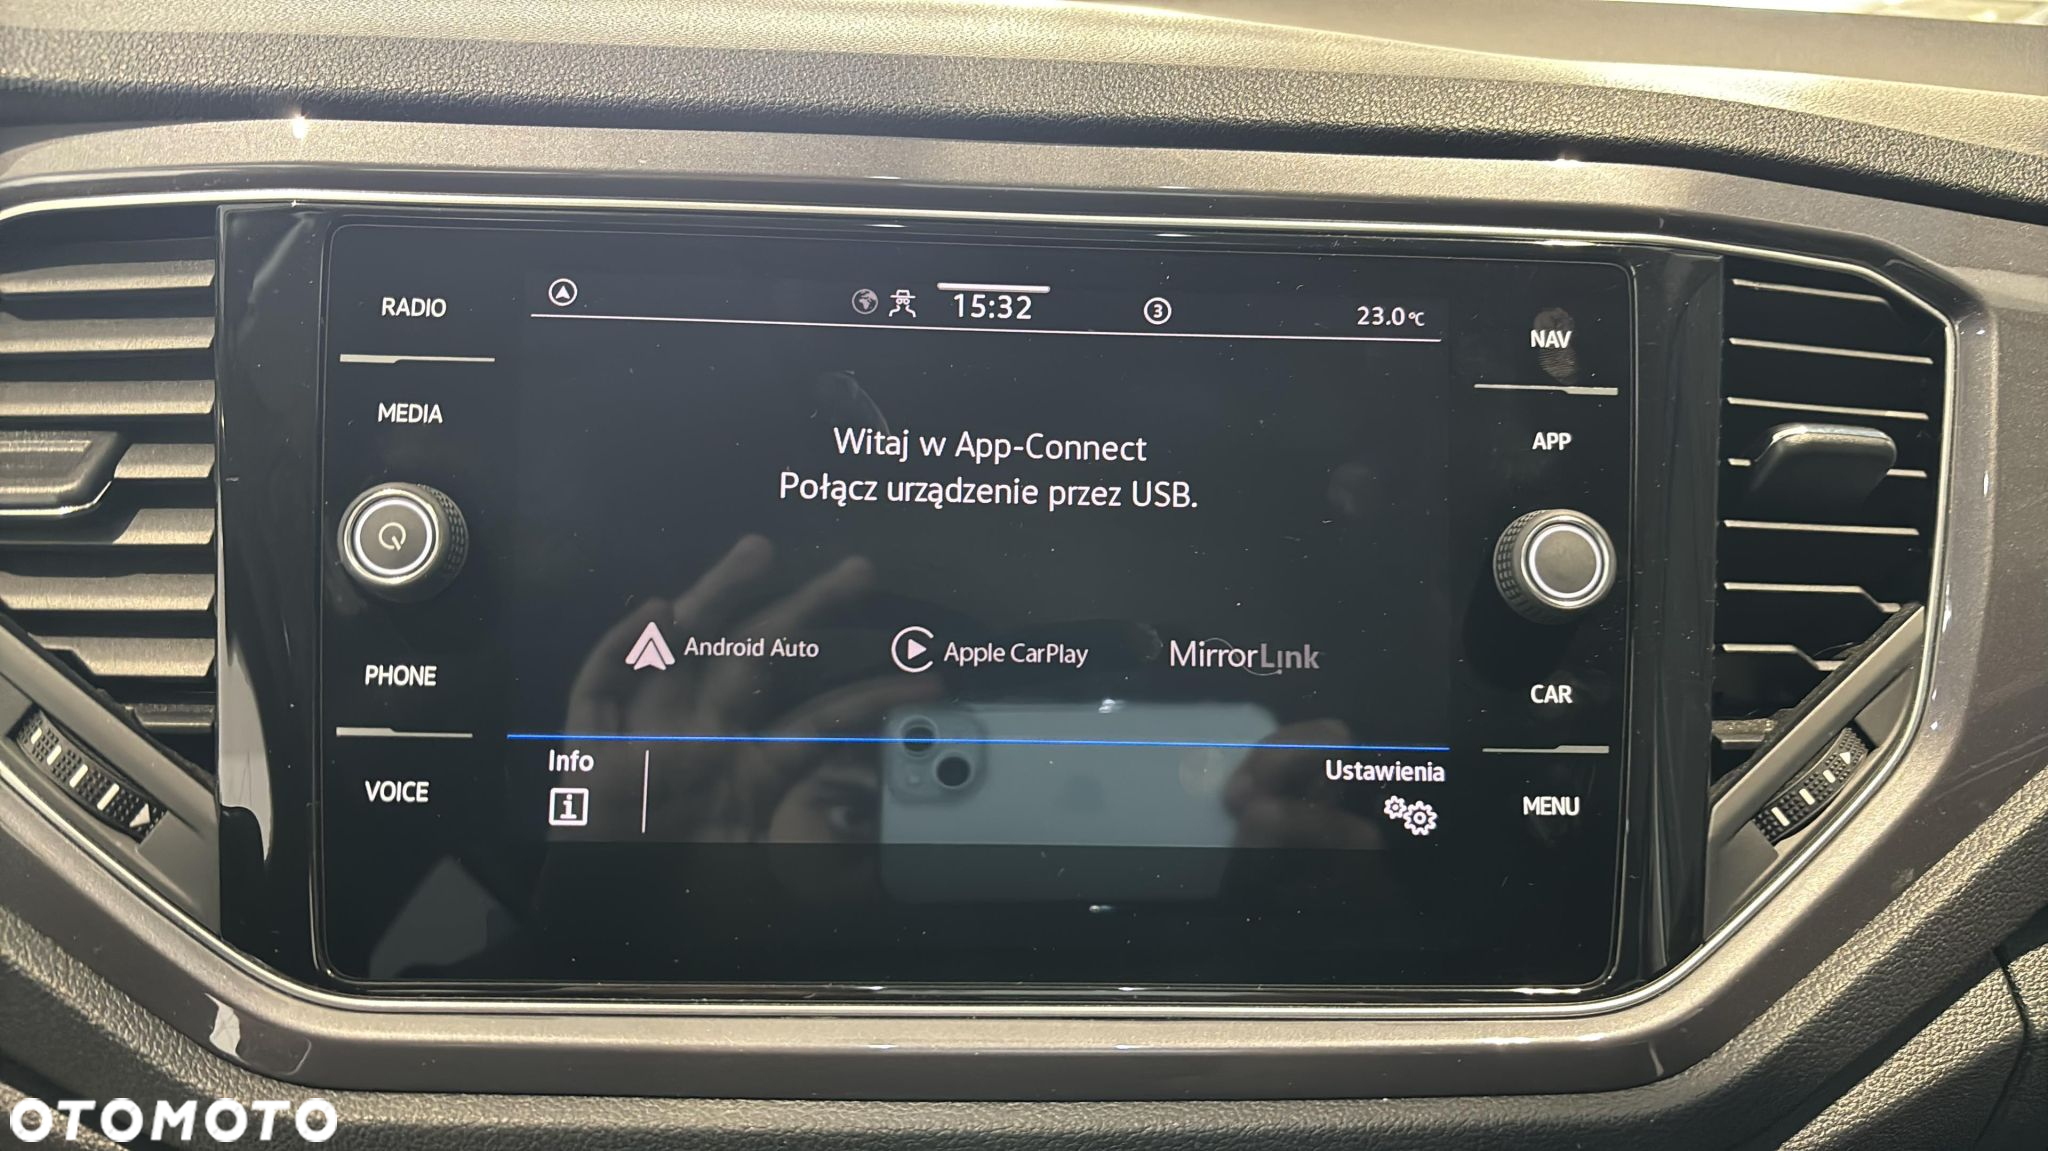 RADIO
MEDIA
PHONE
VOICE
15:32
3
23.0°C
Witaj w App-Connect
Połącz urządzenie przez USB.
Android Auto
Apple CarPlay
MirrorLink
Info
i
Ustawienia
NAV
APP
CAR
MENU
OTOMOTO